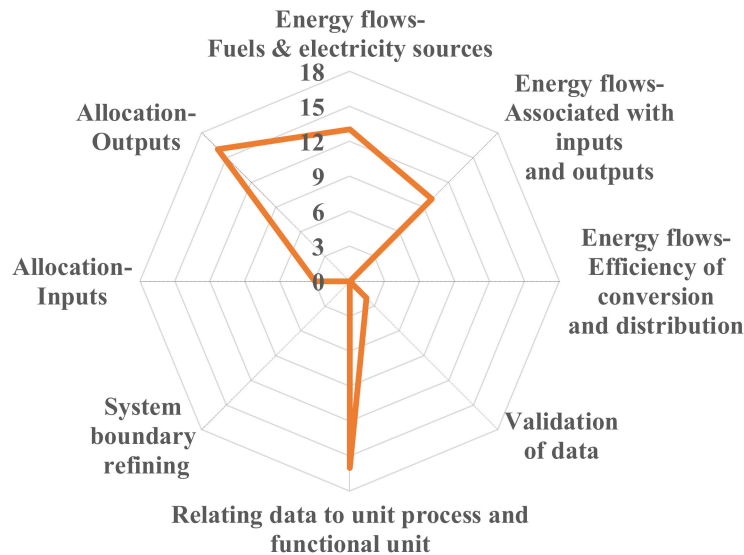 Energy flows-
Fuels & electricity sources
18
15
12
9
6
3
0
Energy flows-
Associated with
inputs
and outputs
Energy flows-
Efficiency of
conversion
and distribution
Validation
of data
Relating data to unit process and
functional unit
System
boundary
refining
Allocation-
Inputs
Allocation-
Outputs